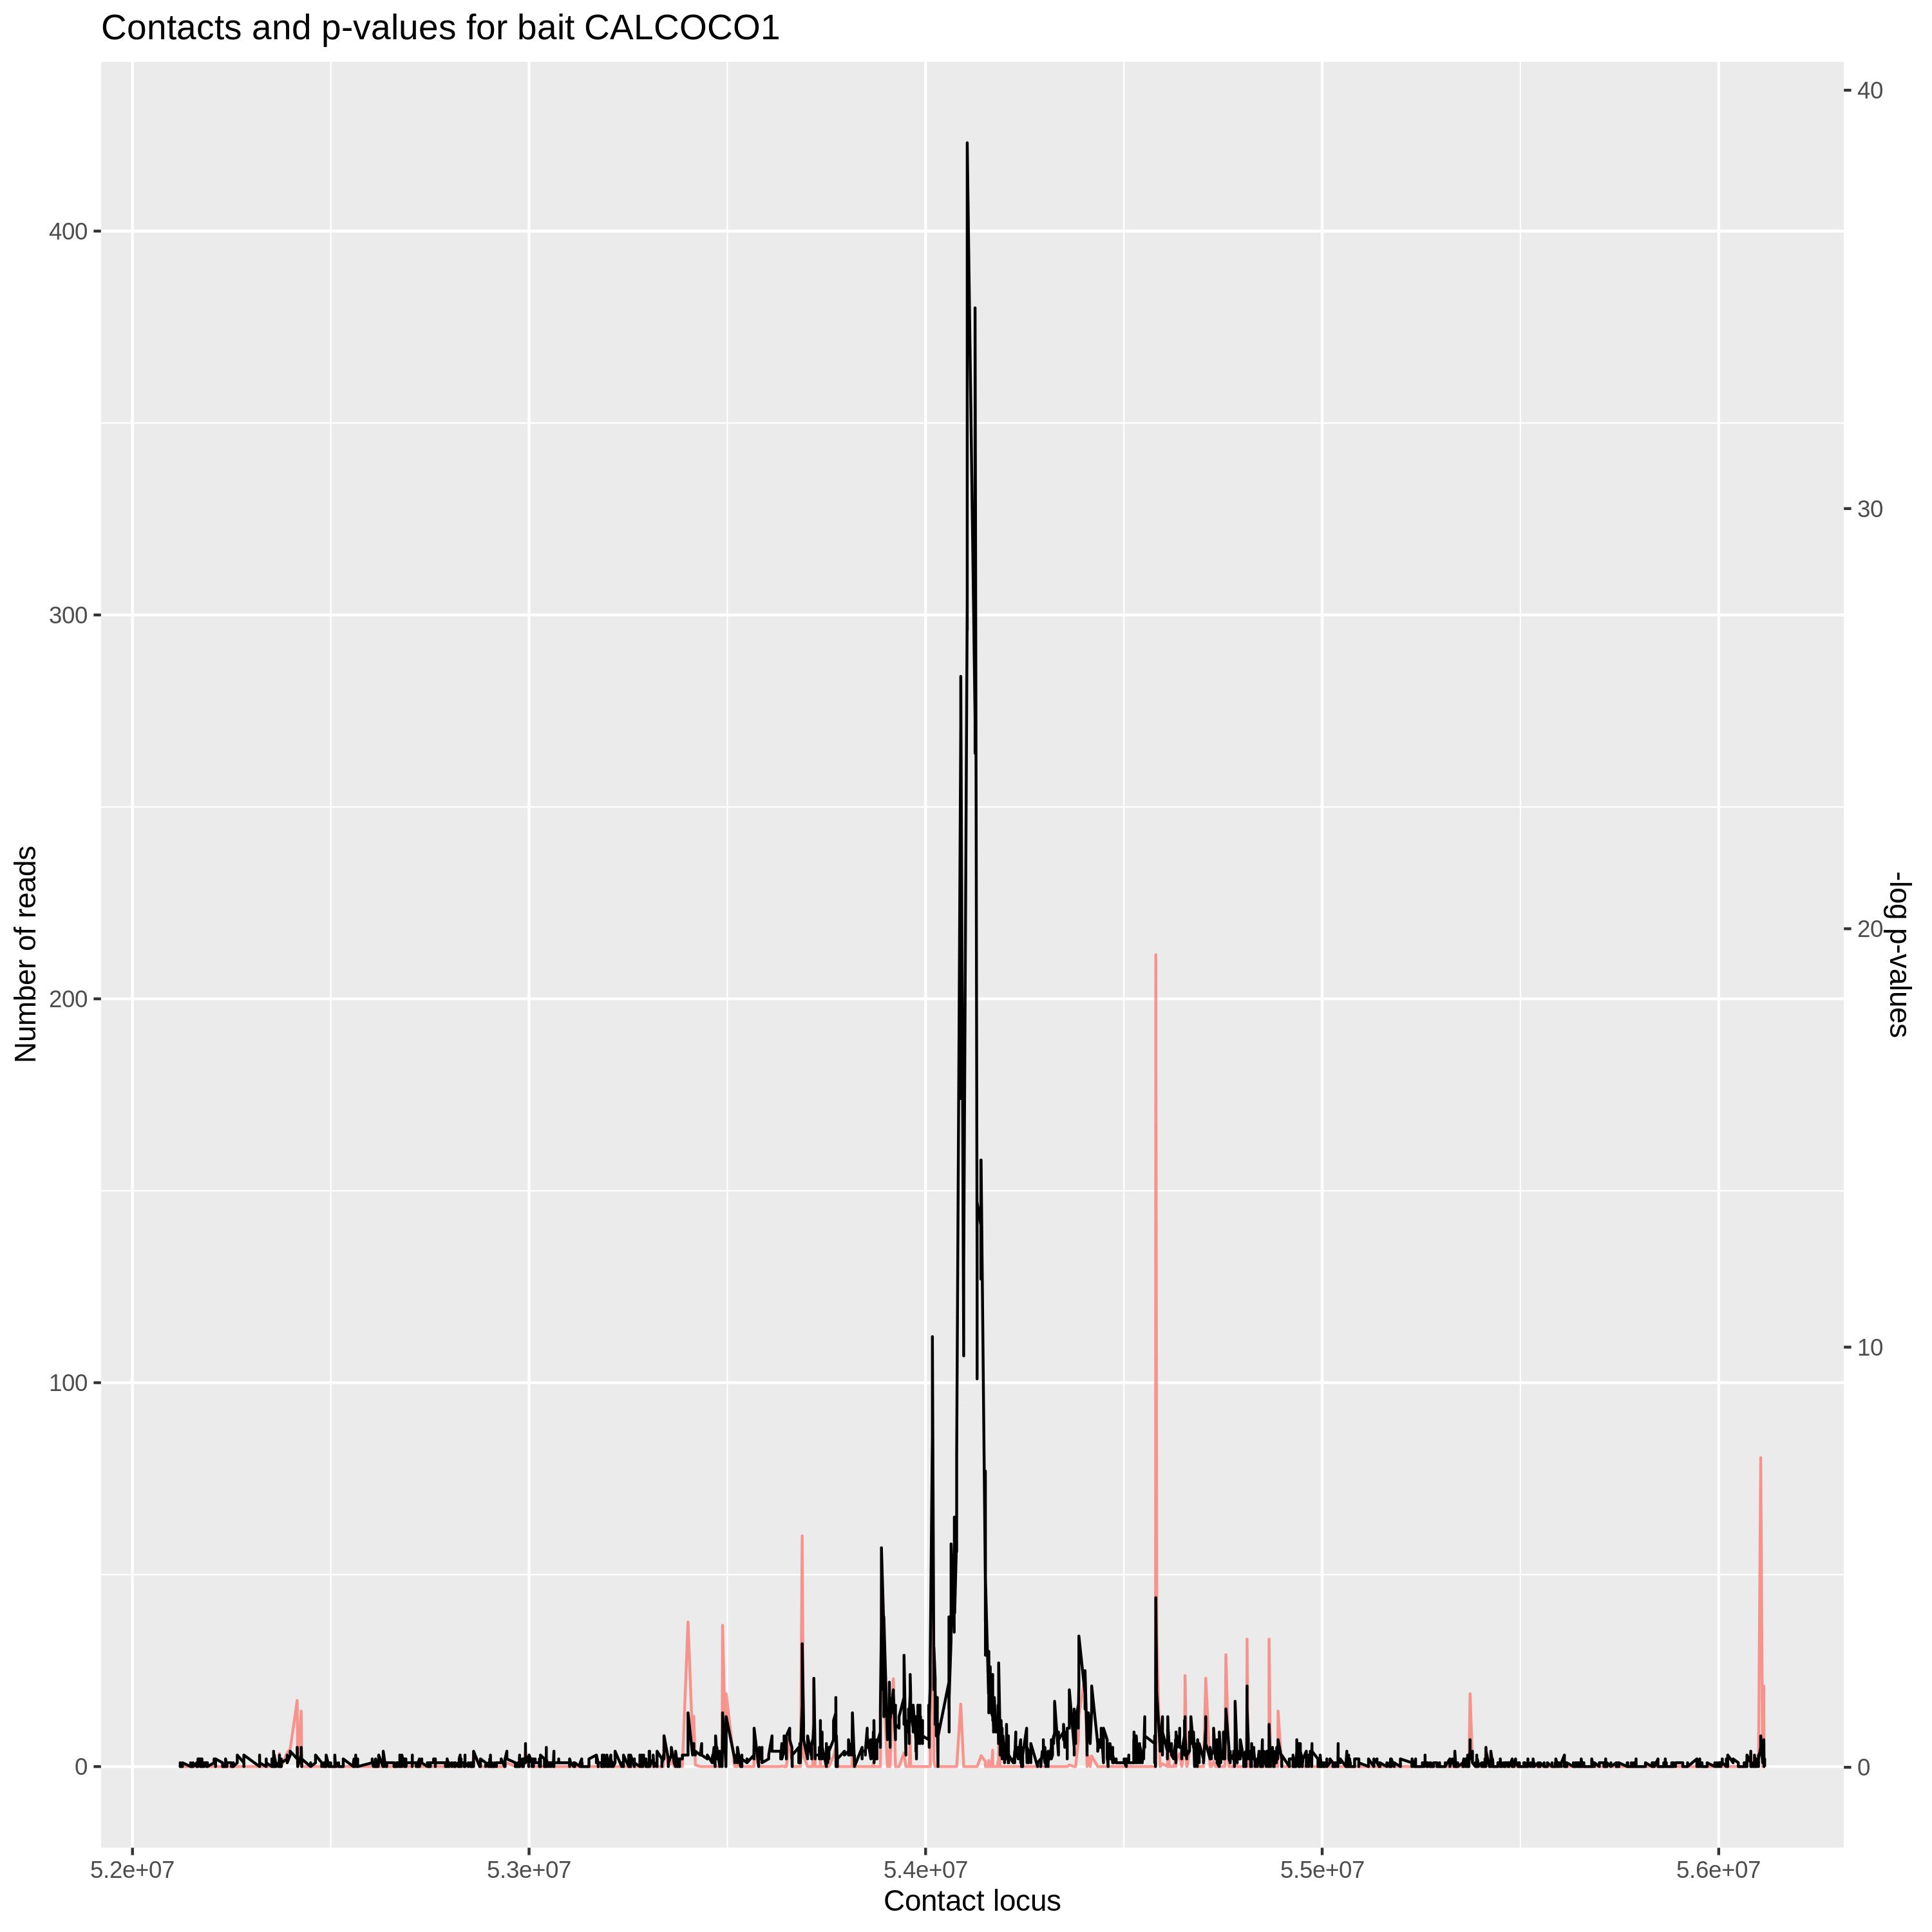 Contacts and p-values for bait CALCOCO1
Number of reads
400
300
200
100
0
40
30
20
10
0
-log p-values
5.2e+07
5.3e+07
5.4e+07
5.5e+07
5.6e+07
Contact locus